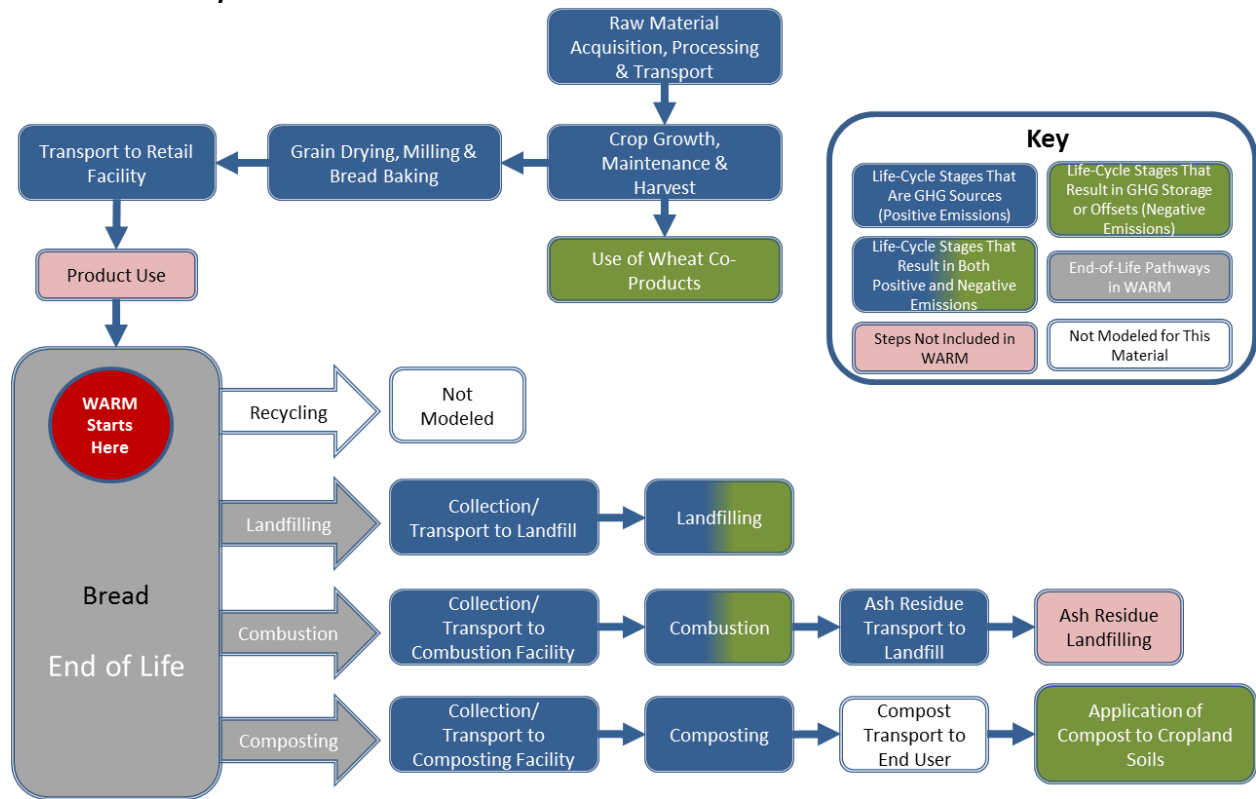 Raw Material
Acquisition, Processing
& Transport
Transport to Retail
Facility
Grain Drying, Milling &
Bread Baking
Crop Growth,
Maintenance &
Harvest
Product Use
Use of Wheat Co-
Products
Key
Life-Cycle Stages That
Are GHG Sources
(Positive Emissions)
Life-Cycle Stages That
Result in GHG Storage
or Offsets (Negative
Emissions)
Life-Cycle Stages That
Result in Both
Positive and Negative
Emissions
End-of-Life Pathways
in WARM
Steps Not Included in
WARM
Not Modeled for This
Material
WARM
Starts
Here
Bread
End of Life
Recycling
Not
Modeled
Landfilling
Collection/
Transport to Landfill
Landfilling
Combustion
Collection/
Transport to
Combustion Facility
Combustion
Ash Residue
Transport to
Landfill
Ash Residue
Landfilling
Composting
Collection/
Transport to
Composting Facility
Composting
Compost
Transport to
End User
Application of
Compost to Cropland
Soils